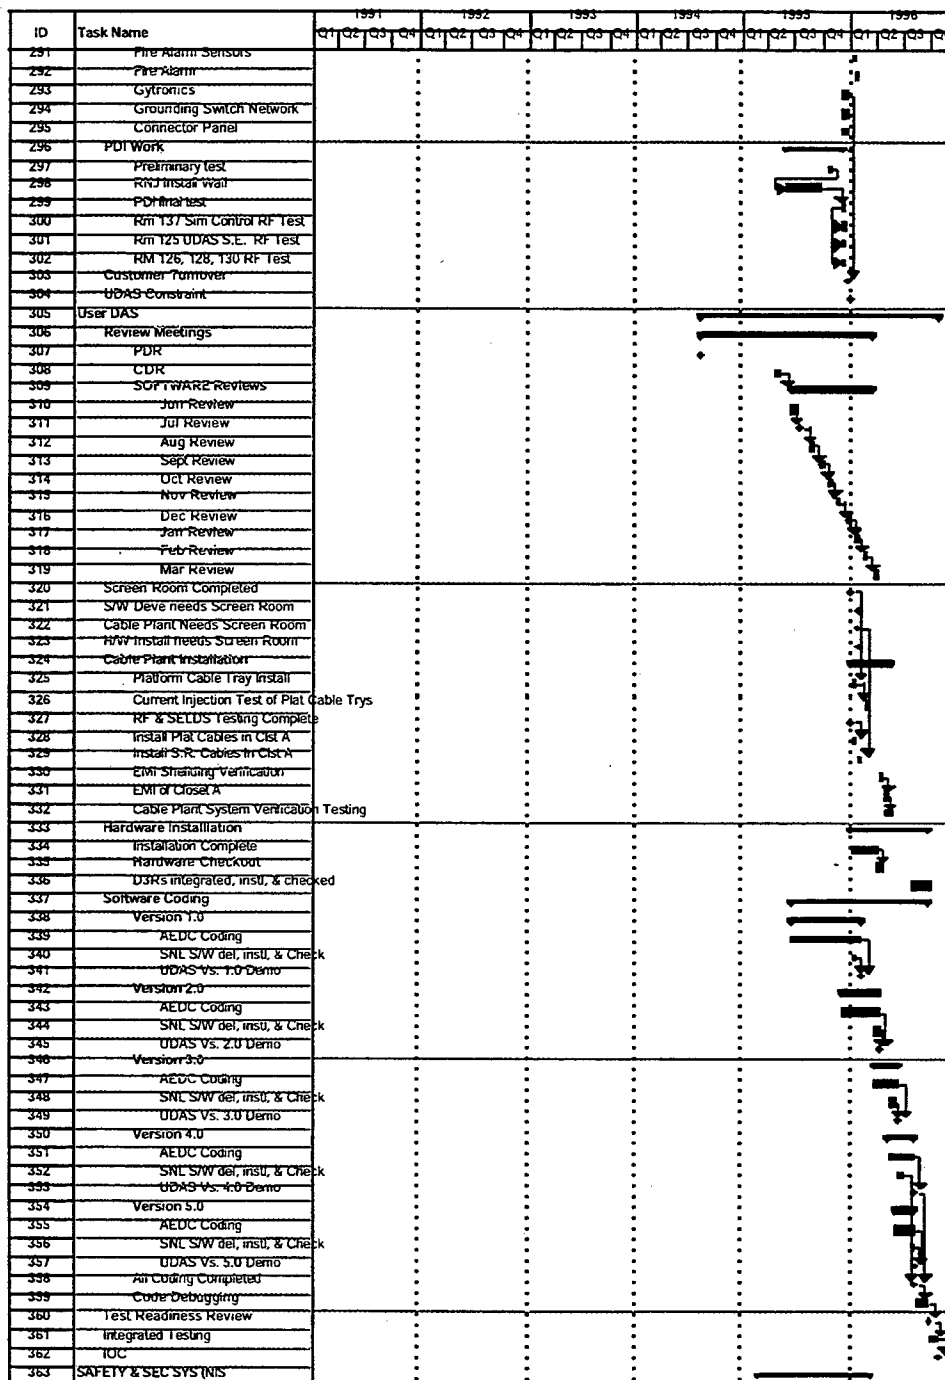 1991 1992 1993 1994 1995 1996
ID Task Name Q1 Q2 Q3 Q4 Q1 Q2 Q3 Q4 Q1 Q2 Q3 Q4 Q1 Q2 Q3 Q4 Q1 Q2 Q3 Q4 Q1 Q2 Q3
291 Fire Alarm Sensors
292 Fire Alarm
293 Gytronics
294 Grounding Switch Network
295 Connector Panel
296 PDI Work
297 Preliminary test
298 RNJ Install Wall
299 PDI final test
300 Rm 137 Sim Control RF Test
301 Rm 125 UDAS S.E. RF Test
302 RM 126, 128, 130 RF Test
303 Customer Turnover
304 UDAS Constraint
305 User DAS
306 Review Meetings
307 PDR
308 CDR
309 SOFTWARE Reviews
310 Jun Review
311 Jul Review
312 Aug Review
313 Sept Review
314 Oct Review
315 Nov Review
316 Dec Review
317 Jan Review
318 Feb Review
319 Mar Review
320 Screen Room Completed
321 S/W Deve needs Screen Room
322 Cable Plant Needs Screen Room
323 H/W Install needs Screen Room
324 Cable Plant Installation
325 Platform Cable Tray Install
326 Current Injection Test of Plat Cable Trys
327 RF & SELDS Testing Complete
328 Install Plat Cables in Clst A
329 Install S.R. Cables in Clst A
330 EMI Sheilding Verification
331 EMI of Closet A
332 Cable Plant System Verification Testing
333 Hardware Installlation
334 Installation Complete
335 Hardware Checkout
336 D3Rs integrated, instl, & checked
337 Software Coding
338 Version 1.0
339 AEDC Coding
340 SNL S/W del, instl, & Check
341 UDAS Vs. 1.0 Demo
342 Version 2.0
343 AEDC Coding
344 SNL S/W del, instl, & Check
345 UDAS Vs. 2.0 Demo
346 Version 3.0
347 AEDC Coding
348 SNL S/W del, instl, & Check
349 UDAS Vs. 3.0 Demo
350 Version 4.0
351 AEDC Coding
352 SNL S/W del, instl, & Check
353 UDAS Vs. 4.0 Demo
354 Version 5.0
355 AEDC Coding
356 SNL S/W del, instl, & Check
357 UDAS Vs. 5.0 Demo
358 All Coding Completed
359 Code Debugging
360 Test Readiness Review
361 Integrated Testing
362 IOC
363 SAFETY & SEC SYS (NIS